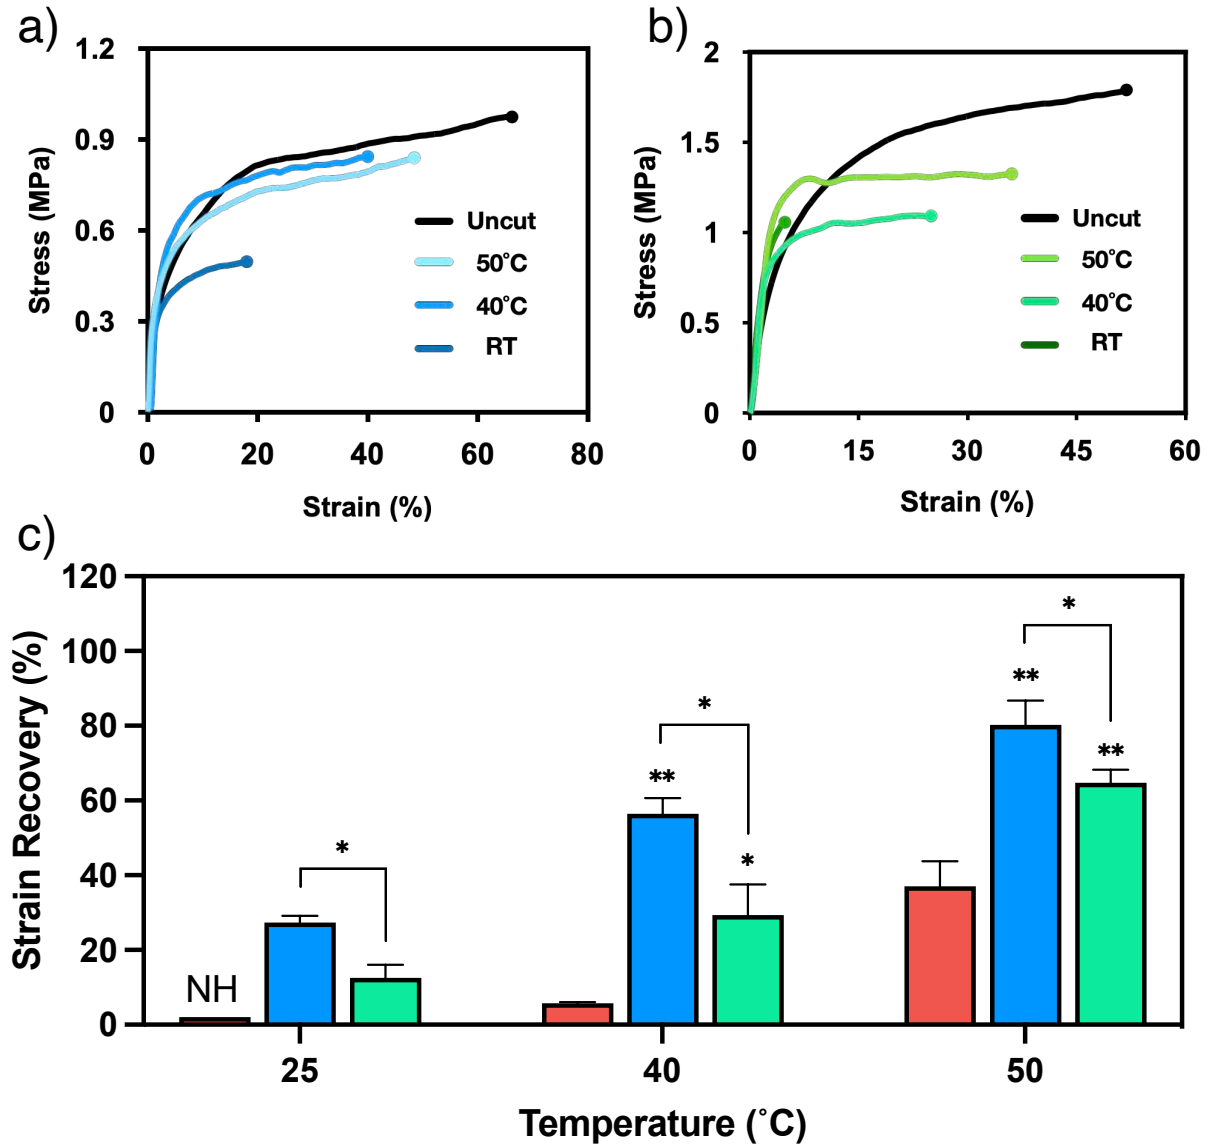 a)
1.2
0.9
0.6
0.3
0
Stress (MPa)
Uncut
50°C
40°C
RT
0 20 40 60 80
Strain (%)
b)
2
1.5
1
0.5
0
Stress (MPa)
Uncut
50°C
40°C
RT
0 15 30 45 60
Strain (%)
c)
120
100
80
60
40
20
0
Strain Recovery (%)
NH
*
*
**
*
*
**
**
25 40 50
Temperature (°C)